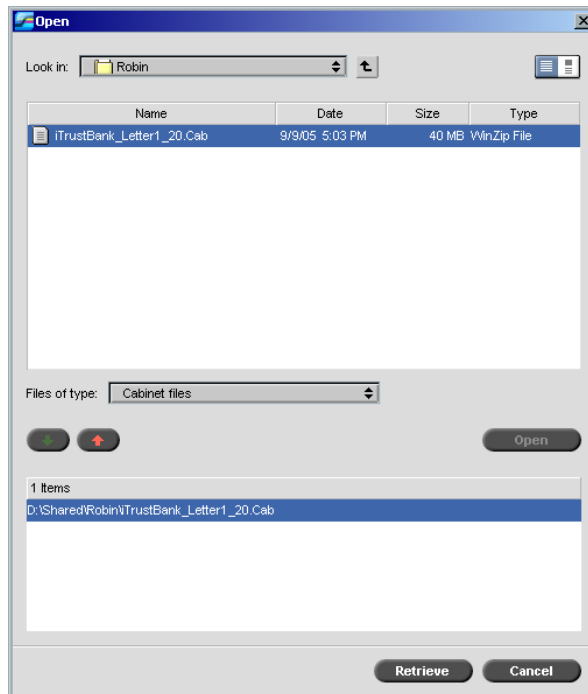 Open
Look in: Robin
Name Date Size Type
iTrustBank_Letter1_20.Cab 9/9/05 5:03 PM 40 MB WinZip File
Files of type: Cabinet files
Open
1 Items
D:\Shared\Robin\iTrustBank_Letter1_20.Cab
Retrieve Cancel